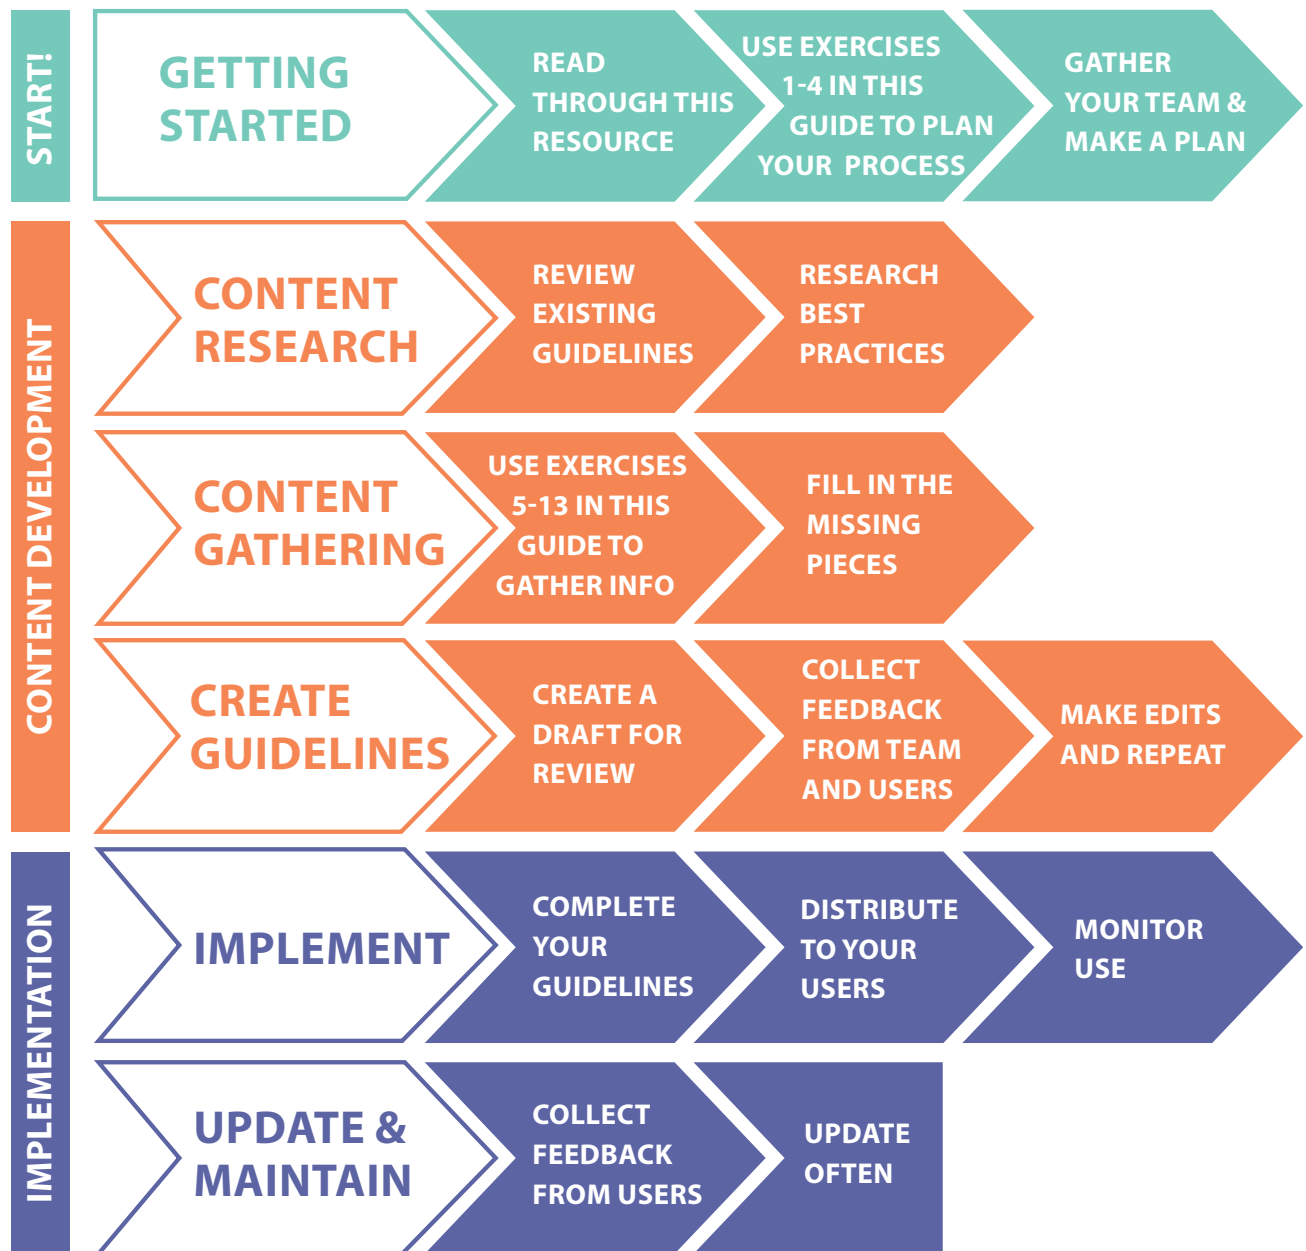 START!
GETTING
STARTED
READ
THROUGH THIS
RESOURCE
USE EXERCISES
1-4 IN THIS
GUIDE TO PLAN
YOUR PROCESS
GATHER
YOUR TEAM &
MAKE A PLAN
CONTENT DEVELOPMENT
CONTENT
RESEARCH
REVIEW
EXISTING
GUIDELINES
RESEARCH
BEST
PRACTICES
CONTENT
GATHERING
USE EXERCISES
5-13 IN THIS
GUIDE TO
GATHER INFO
FILL IN THE
MISSING
PIECES
CREATE
GUIDELINES
CREATE A
DRAFT FOR
REVIEW
COLLECT
FEEDBACK
FROM TEAM
AND USERS
MAKE EDITS
AND REPEAT
IMPLEMENTATION
IMPLEMENT
COMPLETE
YOUR
GUIDELINES
DISTRIBUTE
TO YOUR
USERS
MONITOR
USE
UPDATE &
MAINTAIN
COLLECT
FEEDBACK
FROM USERS
UPDATE
OFTEN